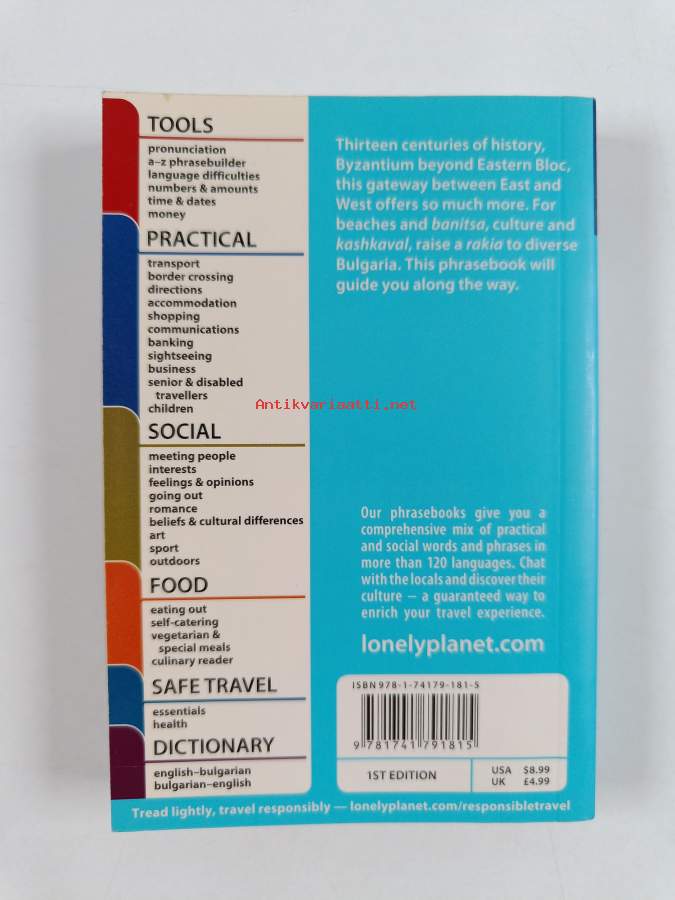 TOOLS
pronunciation
a–z phrasebuilder
language difficulties
numbers & amounts
time & dates
money
PRACTICAL
transport
border crossing
directions
accommodation
shopping
communications
banking
sightseeing
business
senior & disabled
travellers
children
SOCIAL
meeting people
interests
feelings & opinions
going out
romance
beliefs & cultural differences
art
sport
outdoors
FOOD
eating out
self-catering
vegetarian &
special meals
culinary reader
SAFE TRAVEL
essentials
health
DICTIONARY
english–bulgarian
bulgarian–english
Thirteen centuries of history,
Byzantium beyond Eastern Bloc,
this gateway between East and
West offers so much more. For
beaches and banitsa, culture and
kashkaval, raise a rakia to diverse
Bulgaria. This phrasebook will
guide you along the way.
Antikvariaatti.net
Our phrasebooks give you a
comprehensive mix of practical
and social words and phrases in
more than 120 languages. Chat
with the locals and discover their
culture – a guaranteed way to
enrich your travel experience.
lonelyplanet.com
ISBN 978-1-74179-181-5
9 781741 791815
1ST EDITION
USA $8.99
UK £4.99
Tread lightly, travel responsibly — lonelyplanet.com/responsibletravel